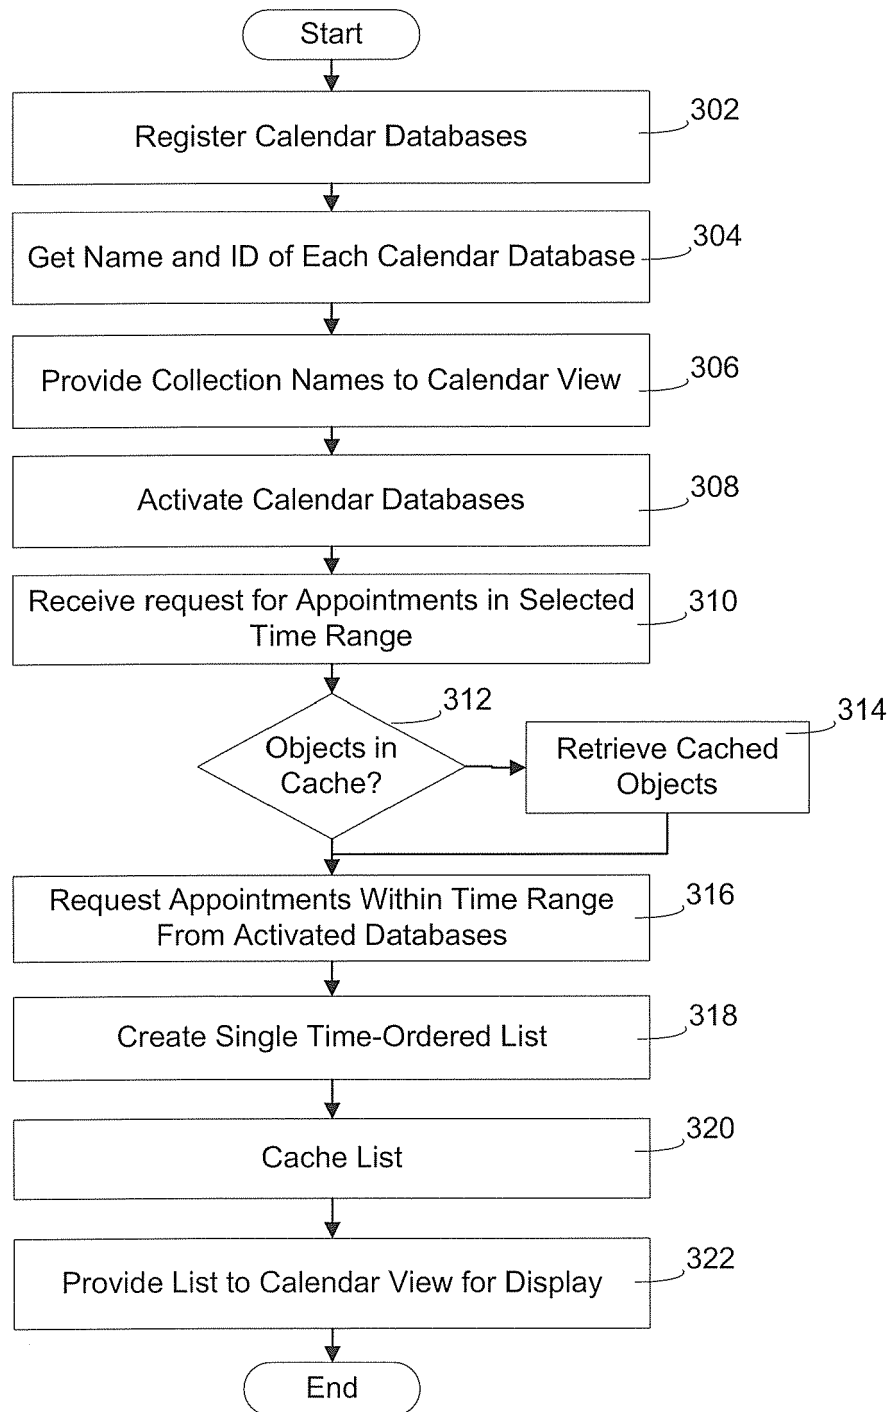 Start
302
Register Calendar Databases
304
Get Name and ID of Each Calendar Database
306
Provide Collection Names to Calendar View
308
Activate Calendar Databases
310
Receive request for Appointments in Selected
Time Range
312
Objects in
Cache?
314
Retrieve Cached
Objects
316
Request Appointments Within Time Range
From Activated Databases
318
Create Single Time-Ordered List
320
Cache List
322
Provide List to Calendar View for Display
End